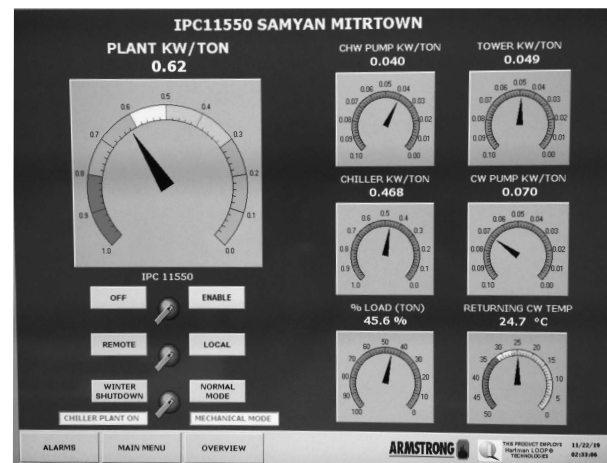 IPC11550 SAMYAN MITRTOWN
PLANT KW/TON
0.62
0.6 0.5 0.4
0.7 0.3
0.8 0.2
0.9 0.1
1.0 0.0
IPC 11550
OFF ENABLE
REMOTE LOCAL
WINTER SHUTDOWN NORMAL MODE
CHILLER PLANT ON MECHANICAL MODE
CHW PUMP KW/TON
0.040
0.06 0.05 0.04
0.07 0.03
0.08 0.02
0.09 0.01
0.10 0.00
TOWER KW/TON
0.049
0.06 0.05 0.04
0.07 0.03
0.08 0.02
0.09 0.01
0.10 0.00
CHILLER KW/TON
0.468
0.6 0.5 0.4
0.7 0.3
0.8 0.2
0.9 0.1
1.0 0.0
CW PUMP KW/TON
0.070
0.06 0.05 0.04
0.07 0.03
0.08 0.02
0.09 0.01
0.10 0.00
% LOAD (TON)
45.6 %
60 50 40
70 30
80 20
90 10
100 0
RETURNING CW TEMP
24.7 °C
30 25 20
35 15
40 10
45 5
50 0
ALARMS MAIN MENU OVERVIEW
ARMSTRONG
THIS PRODUCT EMPLOYS
Hartman LOOP®
TECHNOLOGIES
11/22/19
02:33:06